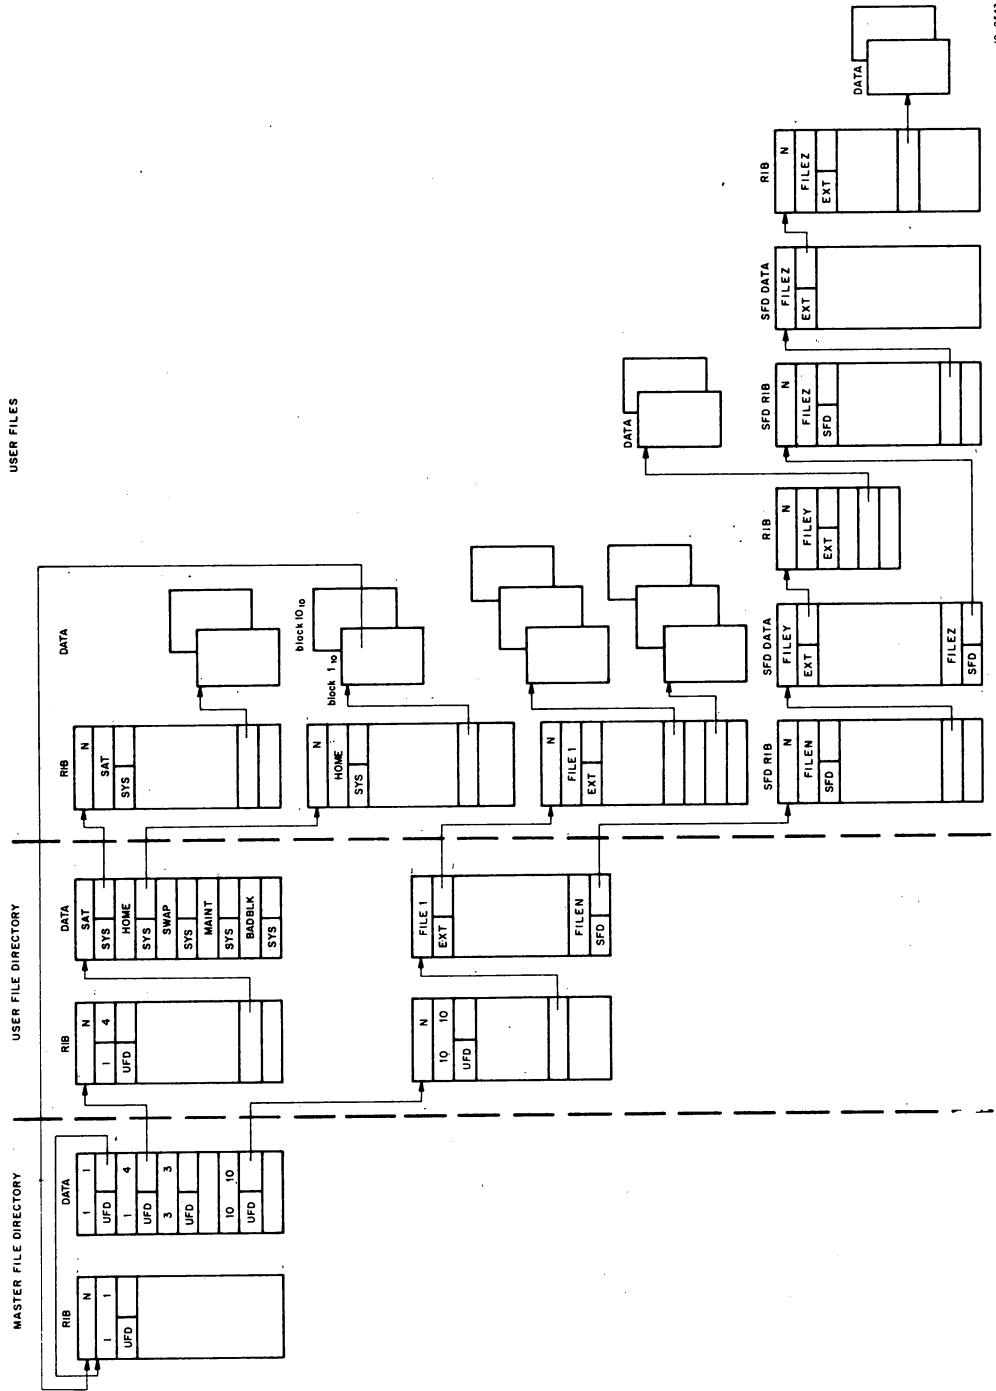 MASTER FILE DIRECTORY
USER FILE DIRECTORY
USER FILES
RIB
N
1 1
UFD
DATA
1 1
UFD
1 4
UFD
3 3
UFD
10 10
UFD
RIB
N
1 4
UFD
DATA
SAT
SYS
HOME
SYS
SWAP
SYS
MAINT
SYS
BADBLK
SYS
N
10 10
UFD
FILE 1
EXT
FILEN
SFD
RIB
N
SAT
SYS
DATA
N
HOME
SYS
block 1 10
block 10 10
N
FILE 1
EXT
SFD RIB
N
FILEN
SFD
SFD DATA
FILEY
EXT
FILEZ
SFD
RIB
N
FILEY
EXT
DATA
SFD RIB
N
FILEZ
SFD
SFD DATA
FILEZ
EXT
RIB
N
FILEZ
EXT
DATA